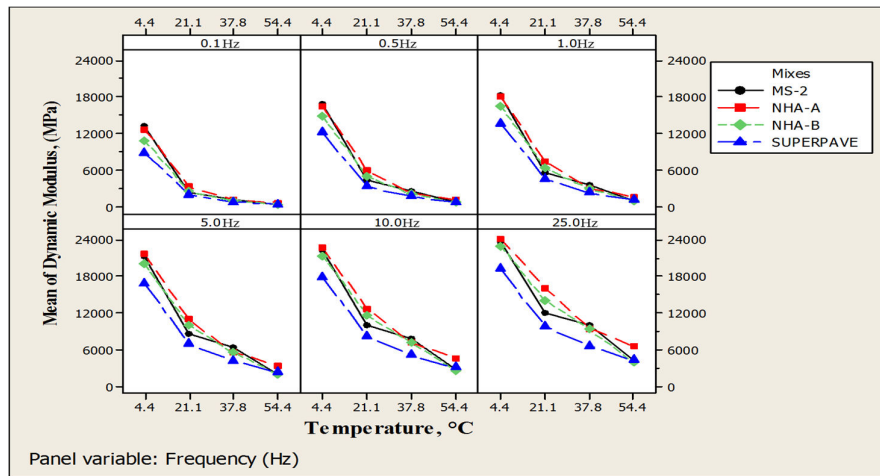 4.4 21.1 37.8 54.4 4.4 21.1 37.8 54.4 4.4 21.1 37.8 54.4
0.1Hz 0.5Hz 1.0Hz
24000 24000
18000 18000
12000 12000
6000 6000
0 0
Mixes
MS-2
NHA-A
NHA-B
SUPERPAVE
Mean of Dynamic Modulus, (MPa)
5.0Hz 10.0Hz 25.0Hz
24000 24000
18000 18000
12000 12000
6000 6000
0 0
4.4 21.1 37.8 54.4 4.4 21.1 37.8 54.4 4.4 21.1 37.8 54.4
Temperature, °C
Panel variable: Frequency (Hz)